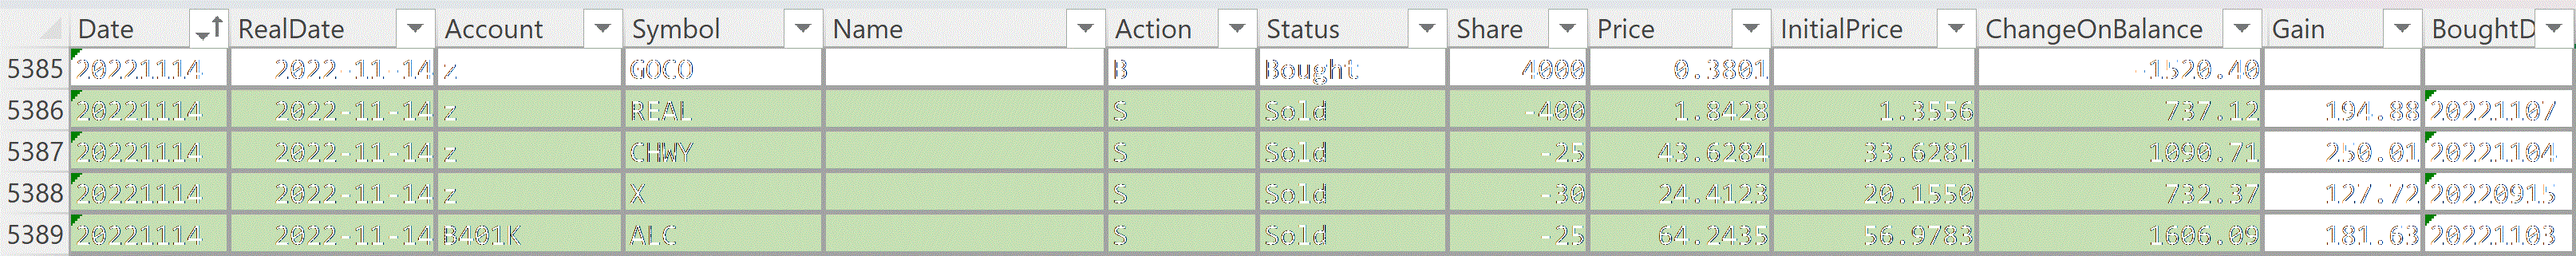 Date RealDate Account Symbol Name Action Status Share Price InitialPrice ChangeOnBalance Gain BoughtD
5385 20221114 2022-11-14 z GOCO B Bought 4000 0.3801 -1520.40
5386 20221114 2022-11-14 z REAL S Sold -400 1.8428 1.3556 737.12 194.88 20221107
5387 20221114 2022-11-14 z CHWY S Sold -25 43.6284 33.6281 1090.71 250.01 20221104
5388 20221114 2022-11-14 z X S Sold -30 24.4123 20.1550 732.37 127.72 20220915
5389 20221114 2022-11-14 B401K ALC S Sold -25 64.2435 56.9783 1606.09 181.63 20221103